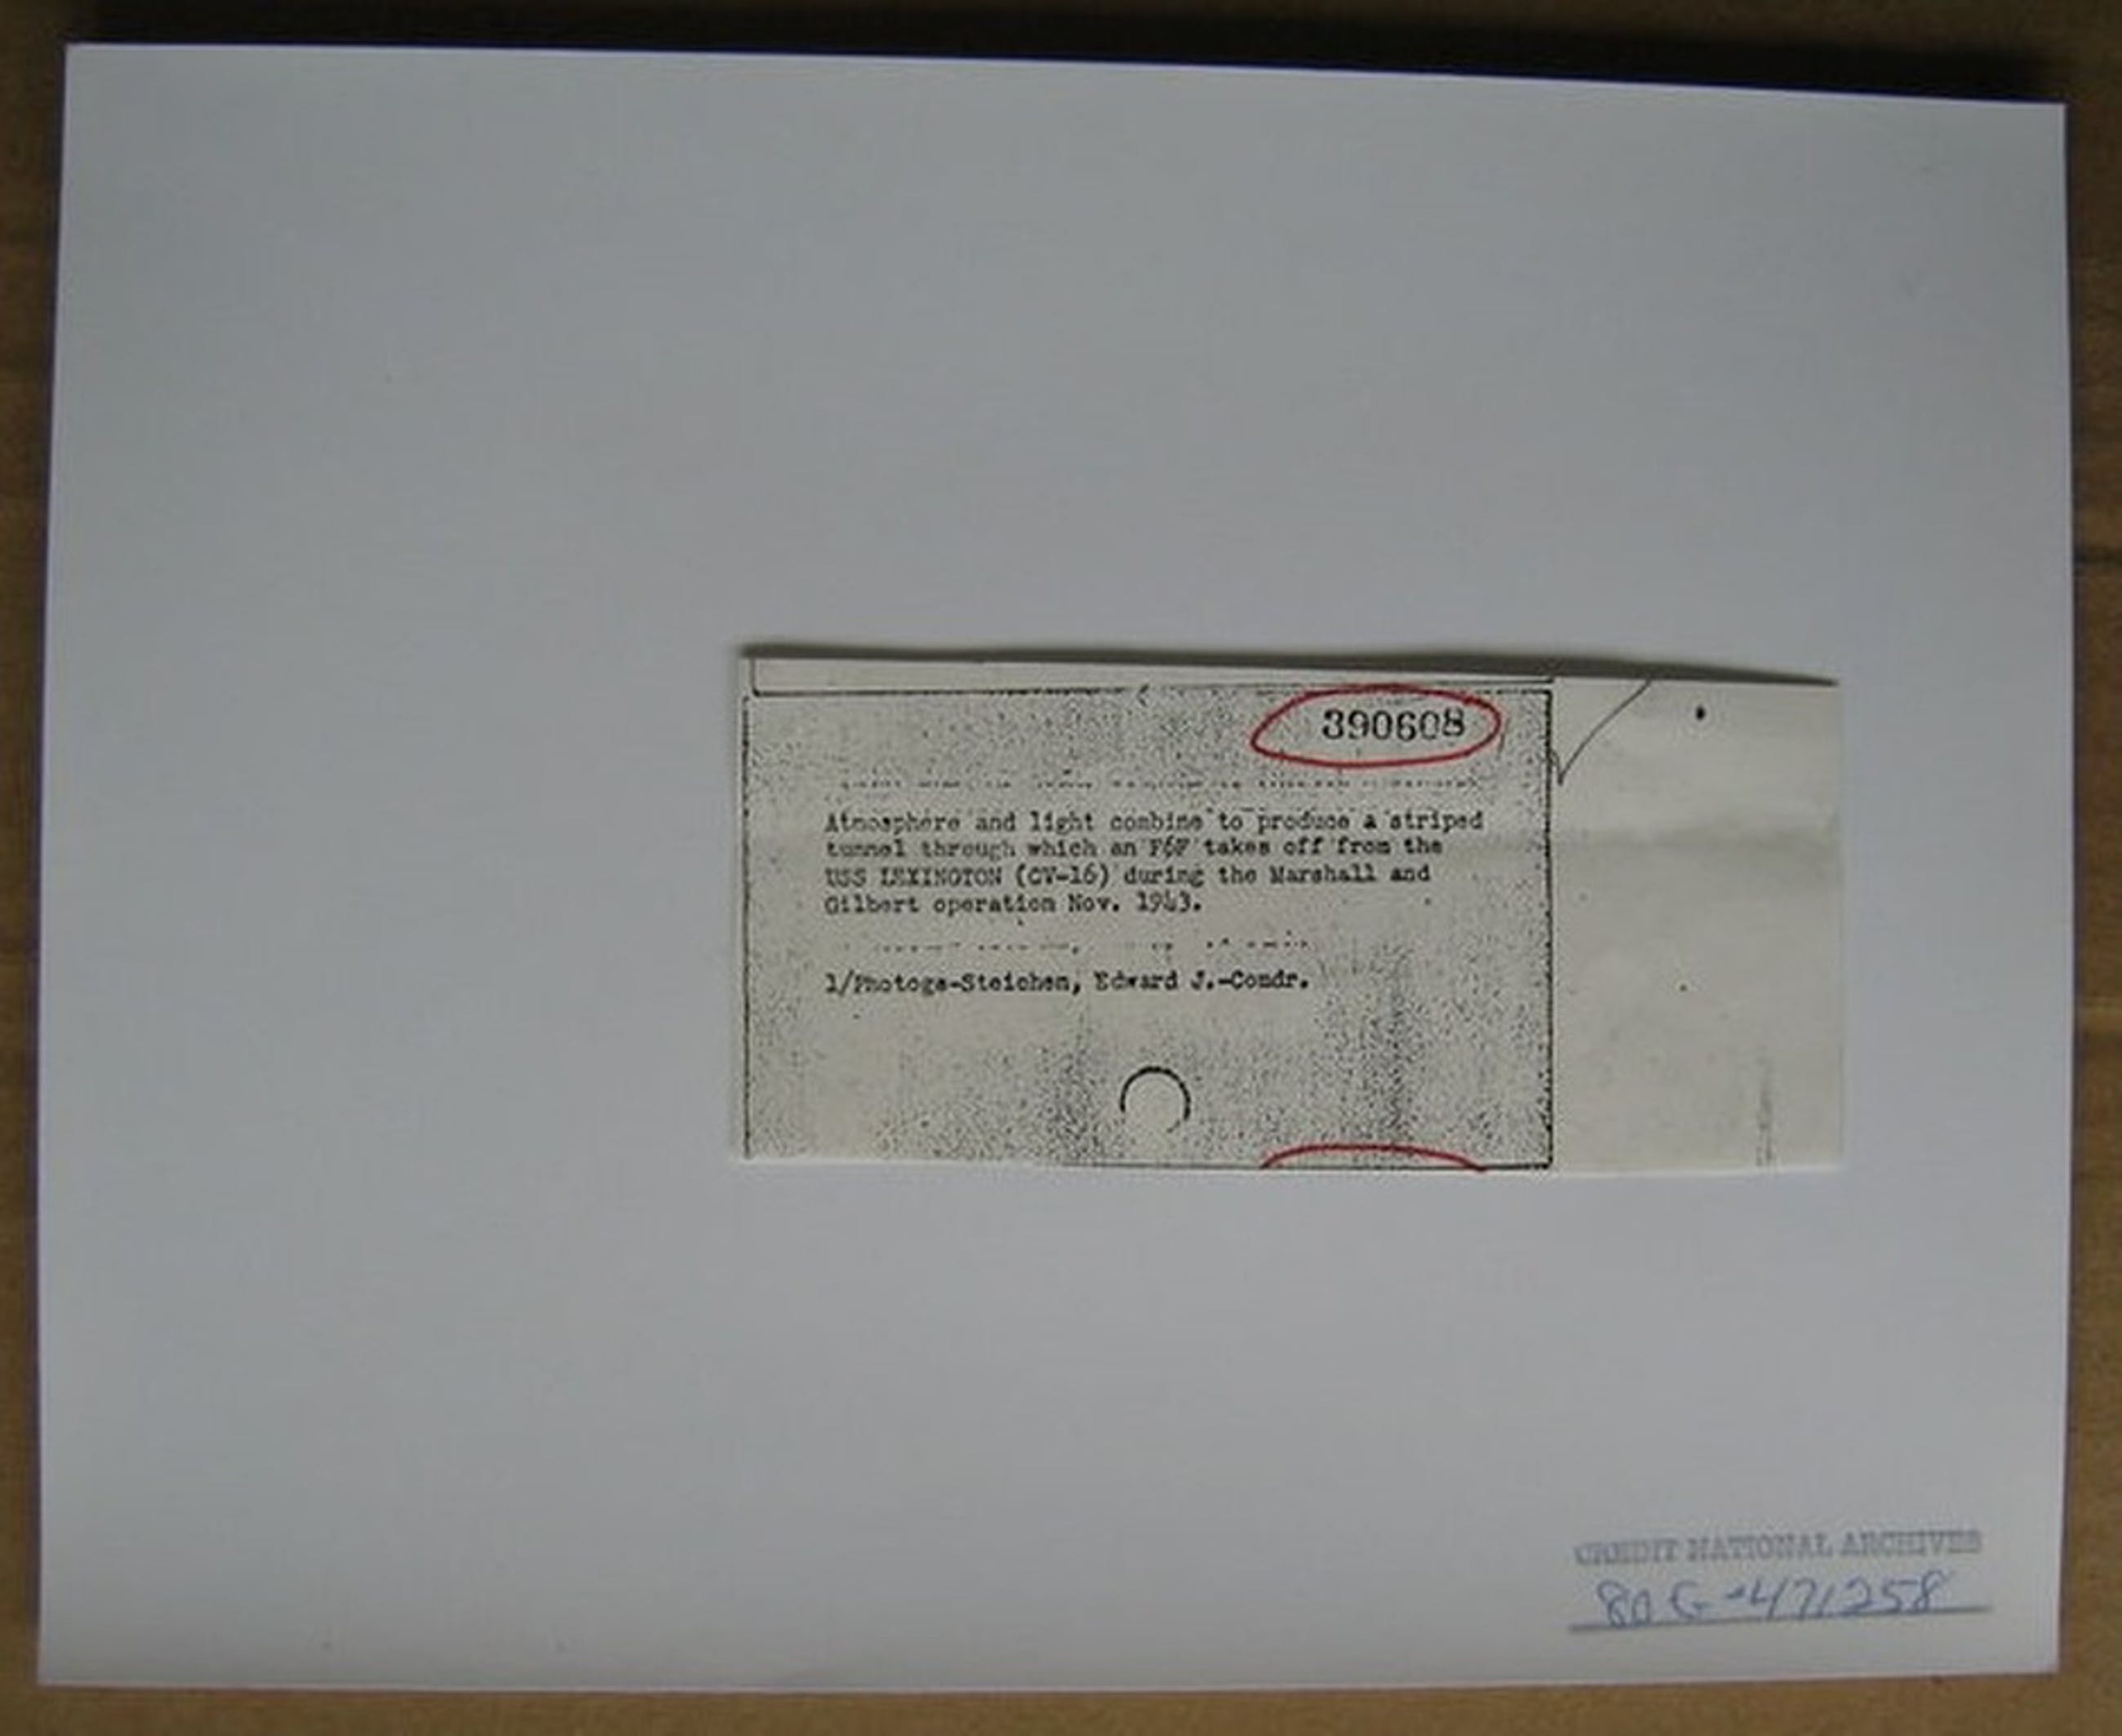 390608
Atmosphere and light combine to produce a striped
tunnel through which an F6F takes off from the
USS LEXINGTON (CV-16) during the Marshall and
Gilbert operation Nov. 1943.
1/Photogs-Steichen, Edward J.-Comdr.
CREDIT NATIONAL ARCHIVES
80 G-471258